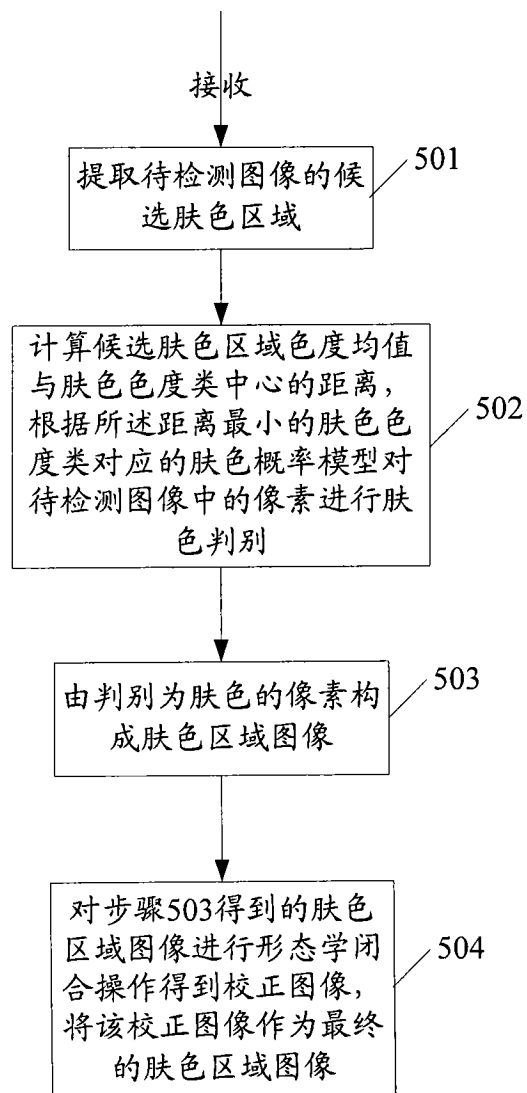 接收
提取待检测图像的候
选肤色区域
501
计算候选肤色区域色度均值
与肤色色度类中心的距离，
根据所述距离最小的肤色色
度类对应的肤色概率模型对
待检测图像中的像素进行肤
色判别
502
由判别为肤色的像素构
成肤色区域图像
503
对步骤503得到的肤色
区域图像进行形态学闭
合操作得到校正图像，
将该校正图像作为最终
的肤色区域图像
504